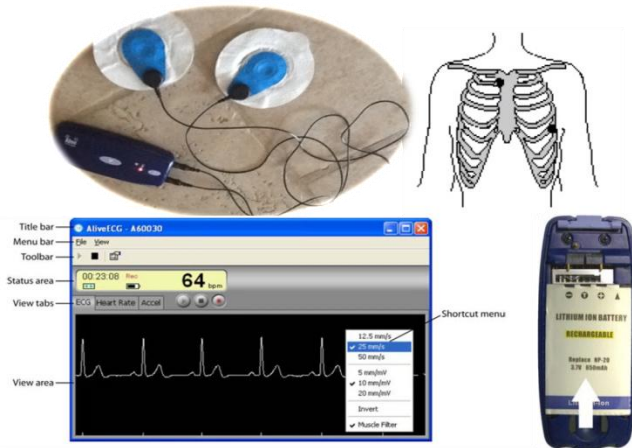 Title bar
AliveECG - A60030
Menu bar
File View
Toolbar
Status area
00:23:08 Rec
64 bpm
View tabs
ECG Heart Rate Accel
Shortcut menu
12.5 mm/s
25 mm/s
50 mm/s
5 mm/mV
10 mm/mV
20 mm/mV
View area
Invert
Muscle Filter
LITHIUM ION BATTERY
RECHARGEABLE
Replace NP-20
3.7V 650mAh